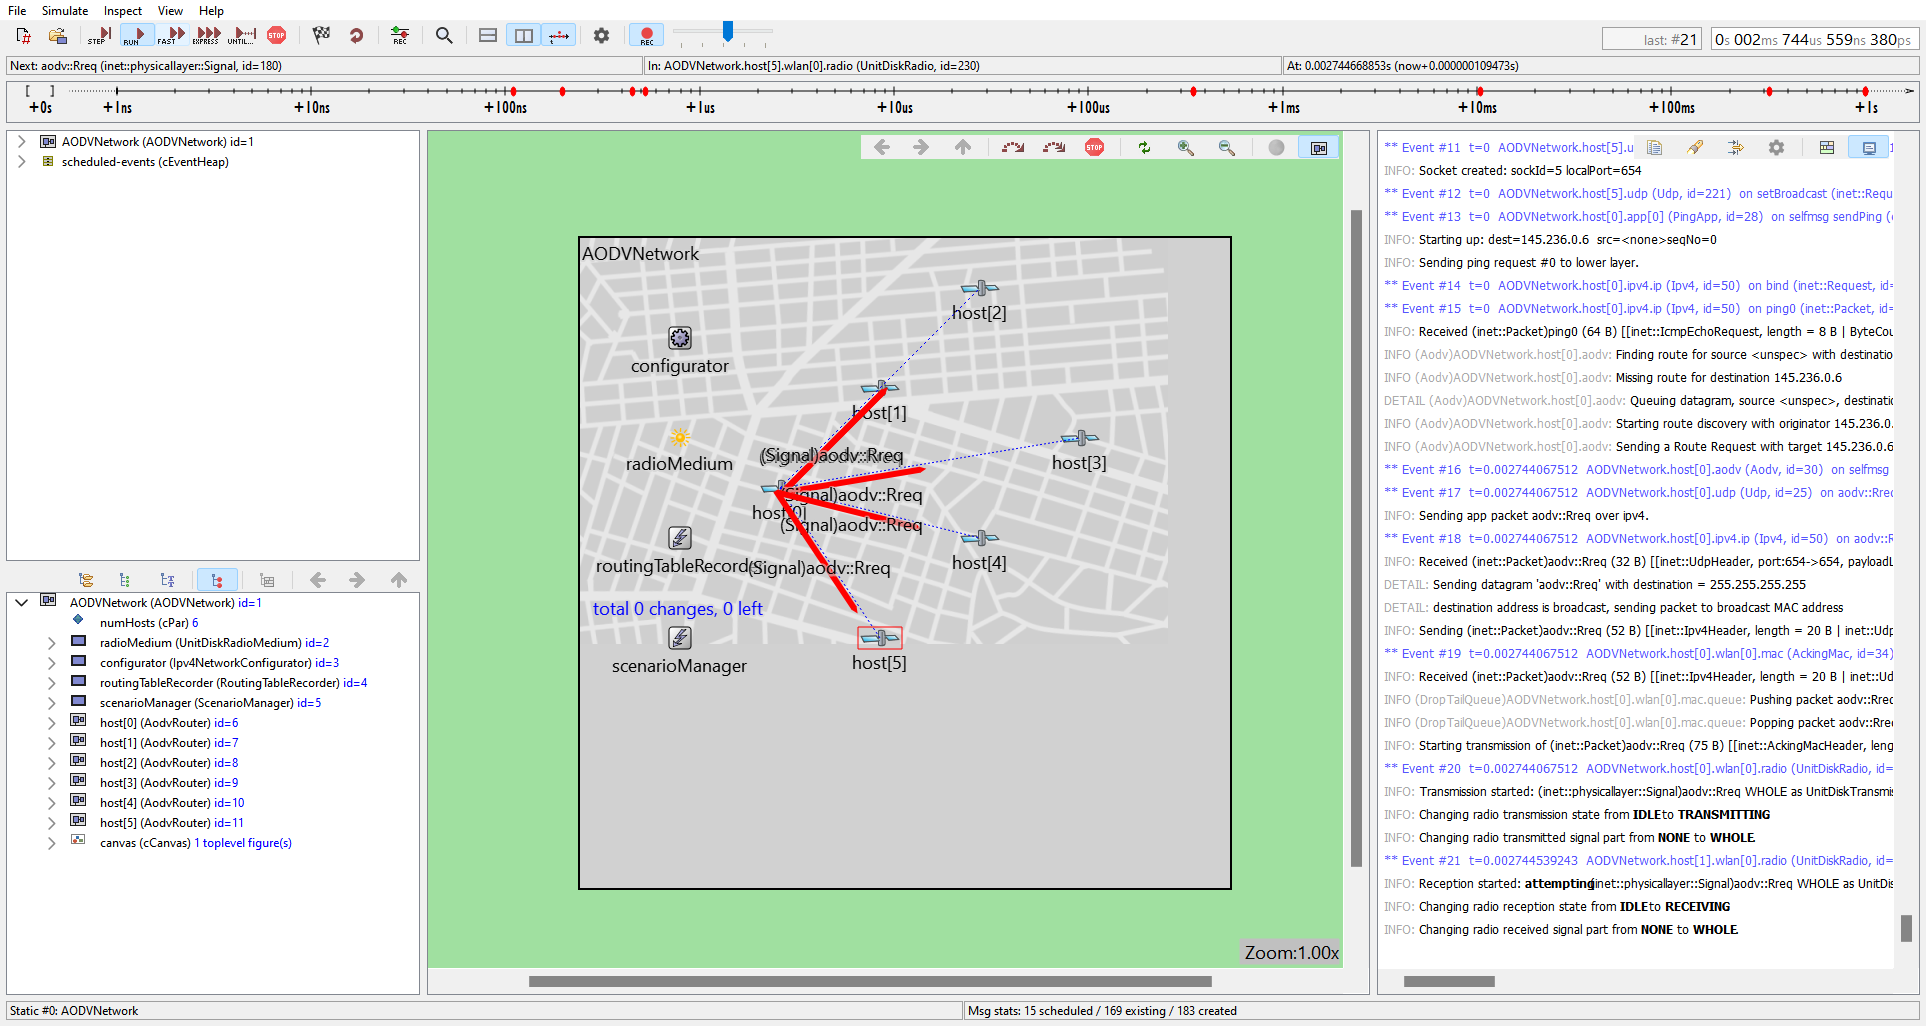 File Simulate Inspect View Help
STEP RUN FAST EXPRESS UNTIL... STOP REC REC
last: #21 0s 002ms 744us 559ns 380ps
Next: aodv::Rreq (inet::physicallayer::Signal, id=180) In: AODVNetwork.host[5].wlan[0].radio (UnitDiskRadio, id=230) At: 0.002744668853s (now+0.000000109473s)
[ ]
+0s +1ns +10ns +100ns +1us +10us +100us +1ms +10ms +100ms +1s
AODVNetwork (AODVNetwork) id=1
scheduled-events (cEventHeap)
AODVNetwork (AODVNetwork) id=1
numHosts (cPar) 6
radioMedium (UnitDiskRadioMedium) id=2
configurator (Ipv4NetworkConfigurator) id=3
routingTableRecorder (RoutingTableRecorder) id=4
scenarioManager (ScenarioManager) id=5
host[0] (AodvRouter) id=6
host[1] (AodvRouter) id=7
host[2] (AodvRouter) id=8
host[3] (AodvRouter) id=9
host[4] (AodvRouter) id=10
host[5] (AodvRouter) id=11
canvas (cCanvas) 1 toplevel figure(s)
STOP
AODVNetwork
host[2]
configurator
host[1]
(Signal)aodv::Rreq
radioMedium
host[3]
(Signal)aodv::Rreq
host[0]
(Signal)aodv::Rreq
host[4]
routingTableRecorder
(Signal)aodv::Rreq
total 0 changes, 0 left
host[5]
scenarioManager
Zoom:1.00x
** Event #11 t=0 AODVNetwork.host[5].u
INFO: Socket created: sockId=5 localPort=654
** Event #12 t=0 AODVNetwork.host[5].udp (Udp, id=221) on setBroadcast (inet::Requ
** Event #13 t=0 AODVNetwork.host[0].app[0] (PingApp, id=28) on selfmsg sendPing (
INFO: Starting up: dest=145.236.0.6 src=<none>seqNo=0
INFO: Sending ping request #0 to lower layer.
** Event #14 t=0 AODVNetwork.host[0].ipv4.ip (Ipv4, id=50) on bind (inet::Request, id=
** Event #15 t=0 AODVNetwork.host[0].ipv4.ip (Ipv4, id=50) on ping0 (inet::Packet, id=
INFO: Received (inet::Packet)ping0 (64 B) [[inet::IcmpEchoRequest, length = 8 B | ByteCou
INFO (Aodv)AODVNetwork.host[0].aodv: Finding route for source <unspec> with destinatio
INFO (Aodv)AODVNetwork.host[0].aodv: Missing route for destination 145.236.0.6
DETAIL (Aodv)AODVNetwork.host[0].aodv: Queuing datagram, source <unspec>, destinatio
INFO (Aodv)AODVNetwork.host[0].aodv: Starting route discovery with originator 145.236.0.
INFO (Aodv)AODVNetwork.host[0].aodv: Sending a Route Request with target 145.236.0.6
** Event #16 t=0.002744067512 AODVNetwork.host[0].aodv (Aodv, id=30) on selfmsg
** Event #17 t=0.002744067512 AODVNetwork.host[0].udp (Udp, id=25) on aodv::Rreq
INFO: Sending app packet aodv::Rreq over ipv4.
** Event #18 t=0.002744067512 AODVNetwork.host[0].ipv4.ip (Ipv4, id=50) on aodv::R
INFO: Received (inet::Packet)aodv::Rreq (32 B) [[inet::UdpHeader, port:654->654, payloadL
DETAIL: Sending datagram 'aodv::Rreq' with destination = 255.255.255.255
DETAIL: destination address is broadcast, sending packet to broadcast MAC address
INFO: Sending (inet::Packet)aodv::Rreq (52 B) [[inet::Ipv4Header, length = 20 B | inet::Udp
** Event #19 t=0.002744067512 AODVNetwork.host[0].wlan[0].mac (AckingMac, id=34)
INFO: Received (inet::Packet)aodv::Rreq (52 B) [[inet::Ipv4Header, length = 20 B | inet::Ud
INFO (DropTailQueue)AODVNetwork.host[0].wlan[0].mac.queue: Pushing packet aodv::Rreq
INFO (DropTailQueue)AODVNetwork.host[0].wlan[0].mac.queue: Popping packet aodv::Rreq
INFO: Starting transmission of (inet::Packet)aodv::Rreq (75 B) [[inet::AckingMacHeader, leng
** Event #20 t=0.002744067512 AODVNetwork.host[0].wlan[0].radio (UnitDiskRadio, id=
INFO: Transmission started: (inet::physicallayer::Signal)aodv::Rreq WHOLE as UnitDiskTransmis
INFO: Changing radio transmission state from IDLE to TRANSMITTING
INFO: Changing radio transmitted signal part from NONE to WHOLE.
** Event #21 t=0.002744539243 AODVNetwork.host[1].wlan[0].radio (UnitDiskRadio, id=
INFO: Reception started: attempting (inet::physicallayer::Signal)aodv::Rreq WHOLE as UnitDis
INFO: Changing radio reception state from IDLE to RECEIVING
INFO: Changing radio received signal part from NONE to WHOLE.
Static #0: AODVNetwork Msg stats: 15 scheduled / 169 existing / 183 created